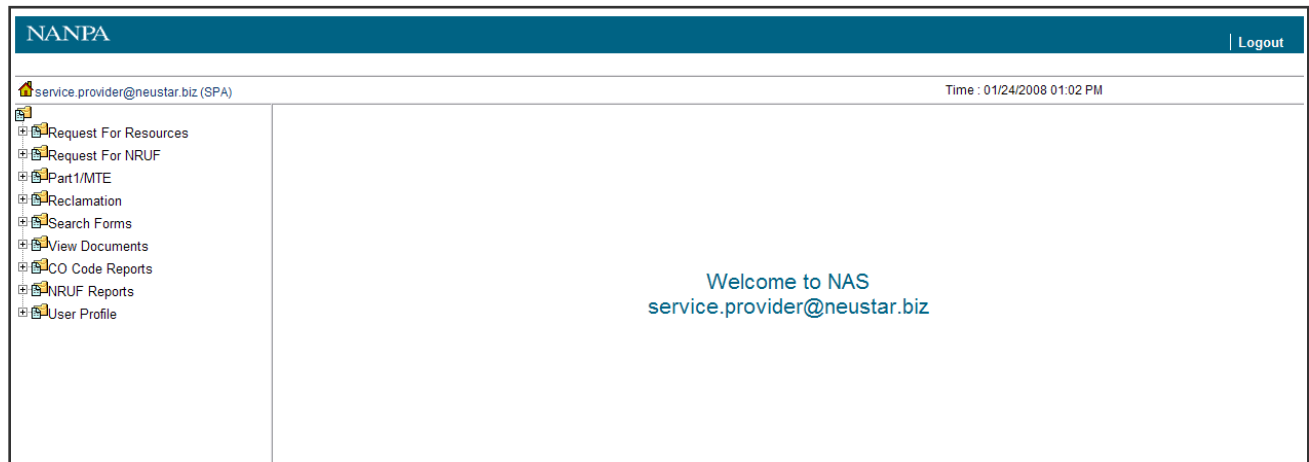 NANPA
| Logout
service.provider@neustar.biz (SPA)
Time : 01/24/2008 01:02 PM
Request For Resources
Request For NRUF
Part1/MTE
Reclamation
Search Forms
View Documents
CO Code Reports
NRUF Reports
User Profile
Welcome to NAS
service.provider@neustar.biz